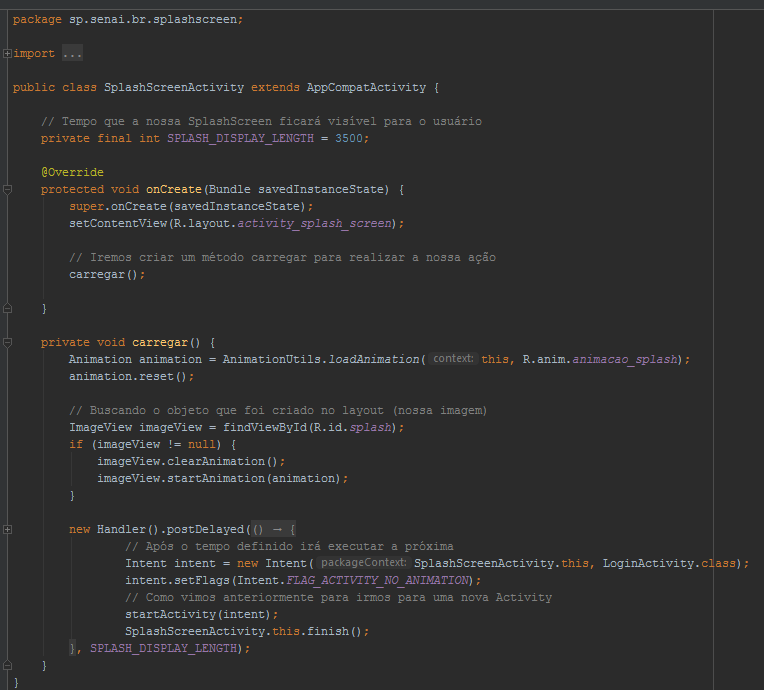 package sp.senai.br.splashscreen;
import ...
public class SplashScreenActivity extends AppCompatActivity {
// Tempo que a nossa SplashScreen ficará visível para o usuário
private final int SPLASH_DISPLAY_LENGTH = 3500;
@Override
protected void onCreate(Bundle savedInstanceState) {
super.onCreate(savedInstanceState);
setContentView(R.layout.activity_splash_screen);
// Iremos criar um método carregar para realizar a nossa ação
carregar();
}
private void carregar() {
Animation animation = AnimationUtils.loadAnimation( context: this, R.anim.animacao_splash);
animation.reset();
// Buscando o objeto que foi criado no layout (nossa imagem)
ImageView imageView = findViewById(R.id.splash);
if (imageView != null) {
imageView.clearAnimation();
imageView.startAnimation(animation);
}
new Handler().postDelayed(() → {
// Após o tempo definido irá executar a próxima
Intent intent = new Intent( packageContext: SplashScreenActivity.this, LoginActivity.class);
intent.setFlags(Intent.FLAG_ACTIVITY_NO_ANIMATION);
// Como vimos anteriormente para irmos para uma nova Activity
startActivity(intent);
SplashScreenActivity.this.finish();
}, SPLASH_DISPLAY_LENGTH);
}
}